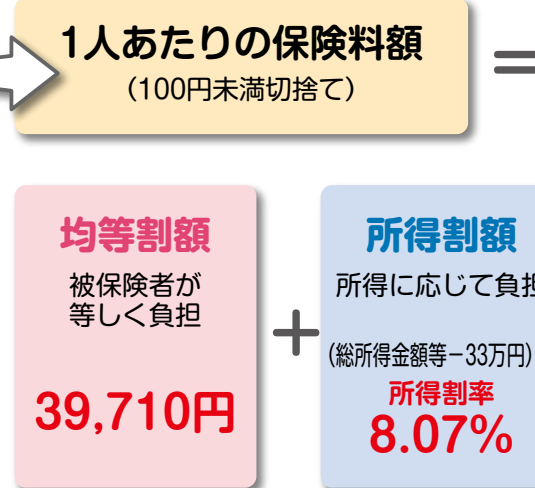 1人あたりの保険料額
（100円未満切捨て）
＝
均等割額
被保険者が
等しく負担
39,710円
＋
所得割額
所得に応じて負担
（総所得金額等－33万円）
所得割率
8.07%